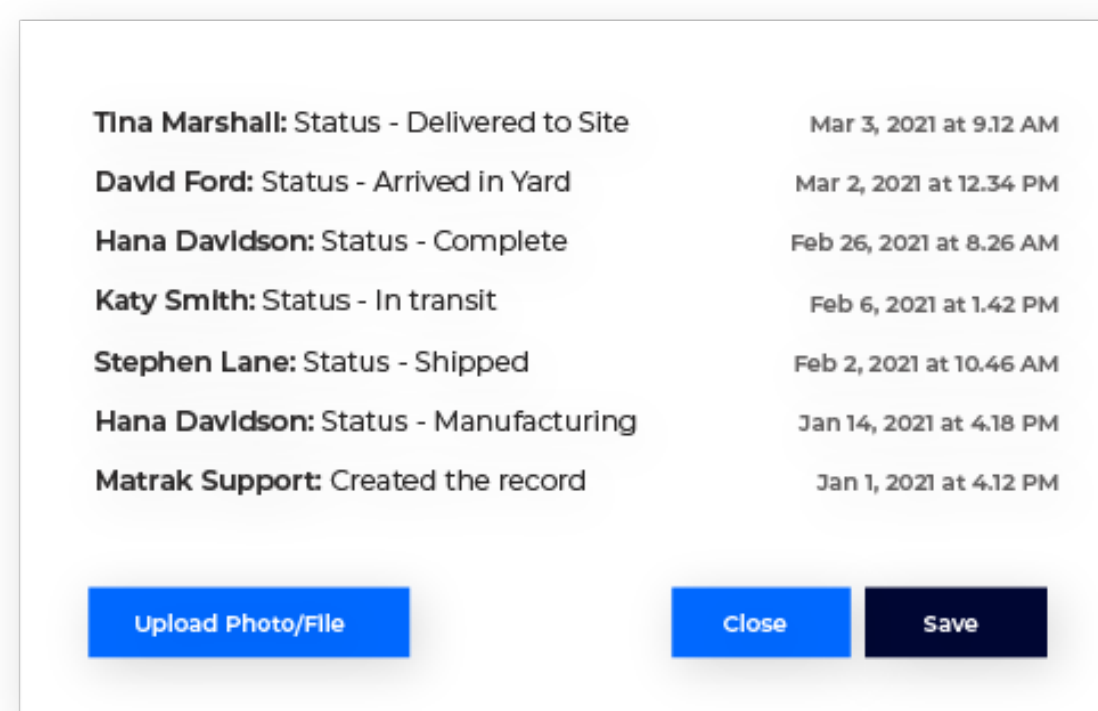 Tina Marshall: Status - Delivered to Site Mar 3, 2021 at 9.12 AM
David Ford: Status - Arrived in Yard Mar 2, 2021 at 12.34 PM
Hana Davidson: Status - Complete Feb 26, 2021 at 8.26 AM
Katy Smith: Status - In transit Feb 6, 2021 at 1.42 PM
Stephen Lane: Status - Shipped Feb 2, 2021 at 10.46 AM
Hana Davidson: Status - Manufacturing Jan 14, 2021 at 4.18 PM
Matrak Support: Created the record Jan 1, 2021 at 4.12 PM
Upload Photo/File Close Save